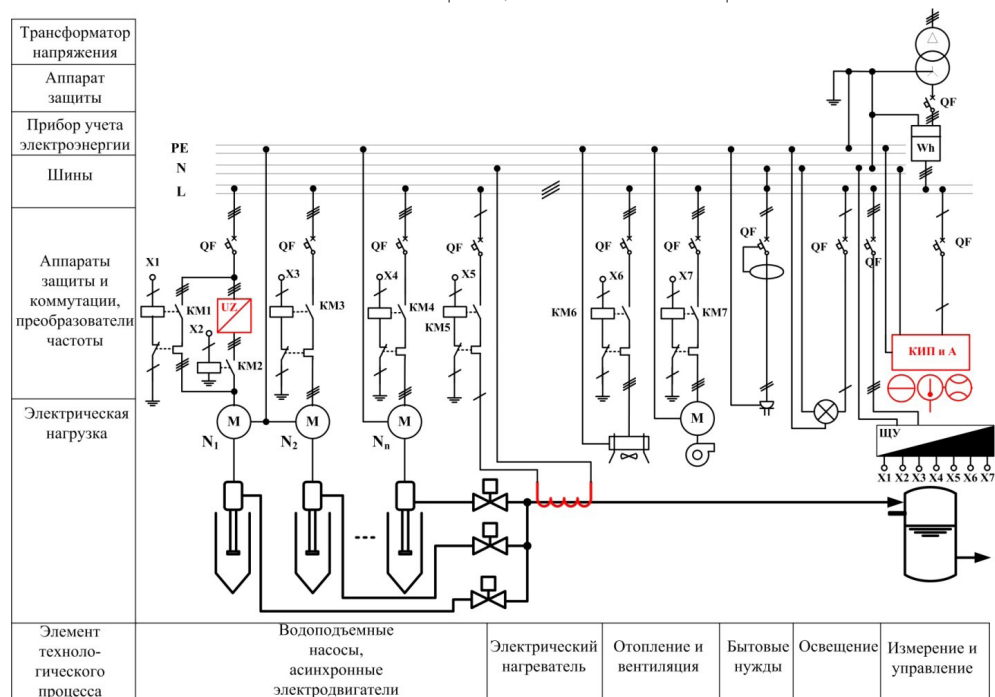 Трансформатор
напряжения
Аппарат
защиты
Прибор учета
электроэнергии
Шины
Аппараты
защиты и
коммутации,
преобразователи
частоты
Электрическая
нагрузка
Элемент
техноло-
гического
процесса
QF
Wh
PE
N
L
QF
QF
QF
QF
QF
QF
QF
QF
QF
QF
X1
X3
X4
X5
X6
X7
KM1
UZ
X2
KM2
KM3
KM4
KM5
KM6
KM7
КИП и А
M
M
M
M
N1
N2
Nn
ЩУ
X1 X2 X3 X4 X5 X6 X7
Водоподъемные
насосы,
асинхронные
электродвигатели
Электрический
нагреватель
Отопление и
вентиляция
Бытовые
нужды
Освещение
Измерение и
управление